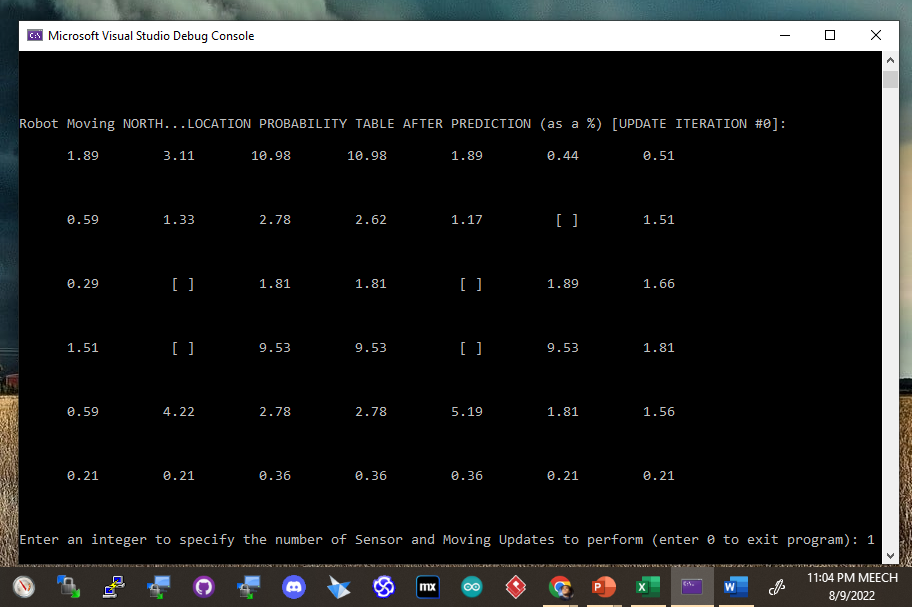 Microsoft Visual Studio Debug Console
Robot Moving NORTH...LOCATION PROBABILITY TABLE AFTER PREDICTION (as a %) [UPDATE ITERATION #0]:
1.89 3.11 10.98 10.98 1.89 0.44 0.51
0.59 1.33 2.78 2.62 1.17 [ ] 1.51
0.29 [ ] 1.81 1.81 [ ] 1.89 1.66
1.51 [ ] 9.53 9.53 [ ] 9.53 1.81
0.59 4.22 2.78 2.78 5.19 1.81 1.56
0.21 0.21 0.36 0.36 0.36 0.21 0.21
Enter an integer to specify the number of Sensor and Moving Updates to perform (enter 0 to exit program): 1
mx
11:04 PM MEECH
8/9/2022